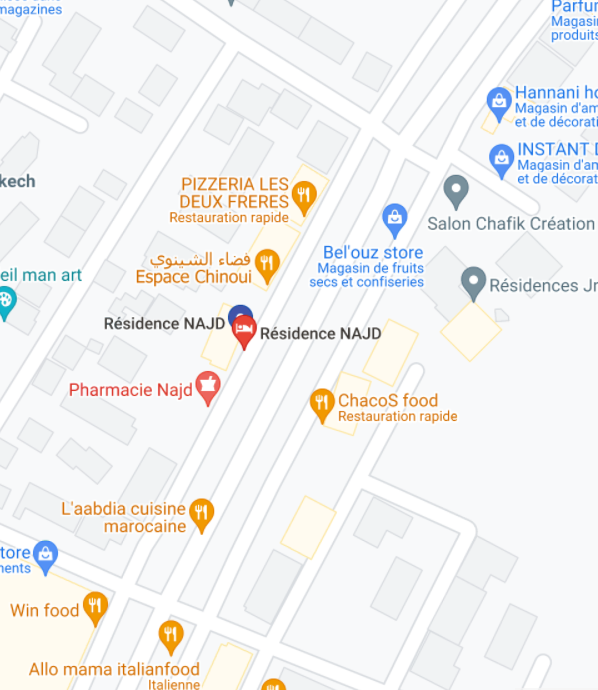 magazines
Parfum
Magasin
produits
Hannani ho
Magasin d'am
et de décorati
INSTANT D
Magasin d'am
et de décorat
kech
PIZZERIA LES
DEUX FRERES
Restauration rapide
Salon Chafik Création
Bel'ouz store
Magasin de fruits
secs et confiseries
فضاء الشينوي
Espace Chinoui
eil man art
Résidences Jn
Résidence NAJD
Résidence NAJD
Pharmacie Najd
ChacoS food
Restauration rapide
L'aabdia cuisine
marocaine
tore
ments
Win food
Allo mama italianfood
Italienne